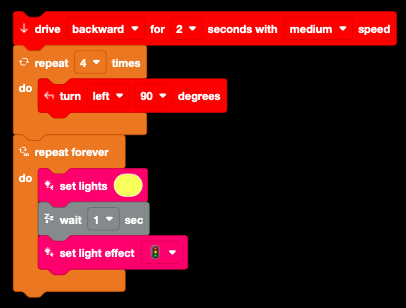 drive backward for 2 seconds with medium speed
repeat 4 times
do turn left 90 degrees
repeat forever
do set lights
wait 1 sec
set light effect